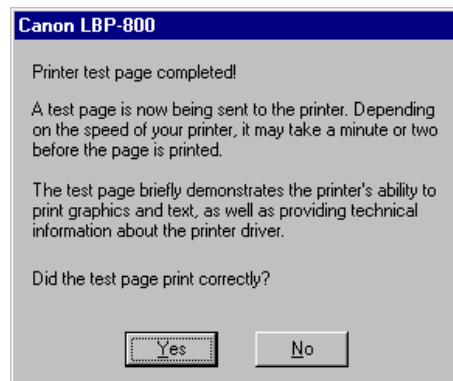 Canon LBP-800
Printer test page completed!
A test page is now being sent to the printer. Depending
on the speed of your printer, it may take a minute or two
before the page is printed.
The test page briefly demonstrates the printer's ability to
print graphics and text, as well as providing technical
information about the printer driver.
Did the test page print correctly?
Yes
No